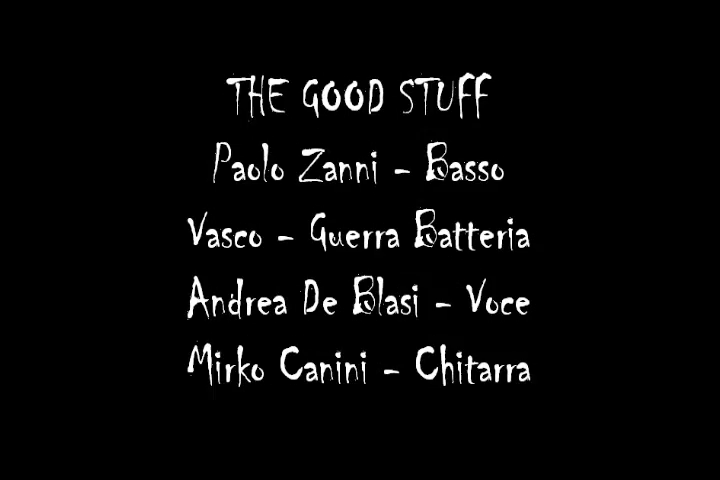 THE GOOD STUFF
Paolo Zanni - Basso
Vasco - Guerra Batteria
Andrea De Blasi - Voce
Mirko Canini - Chitarra